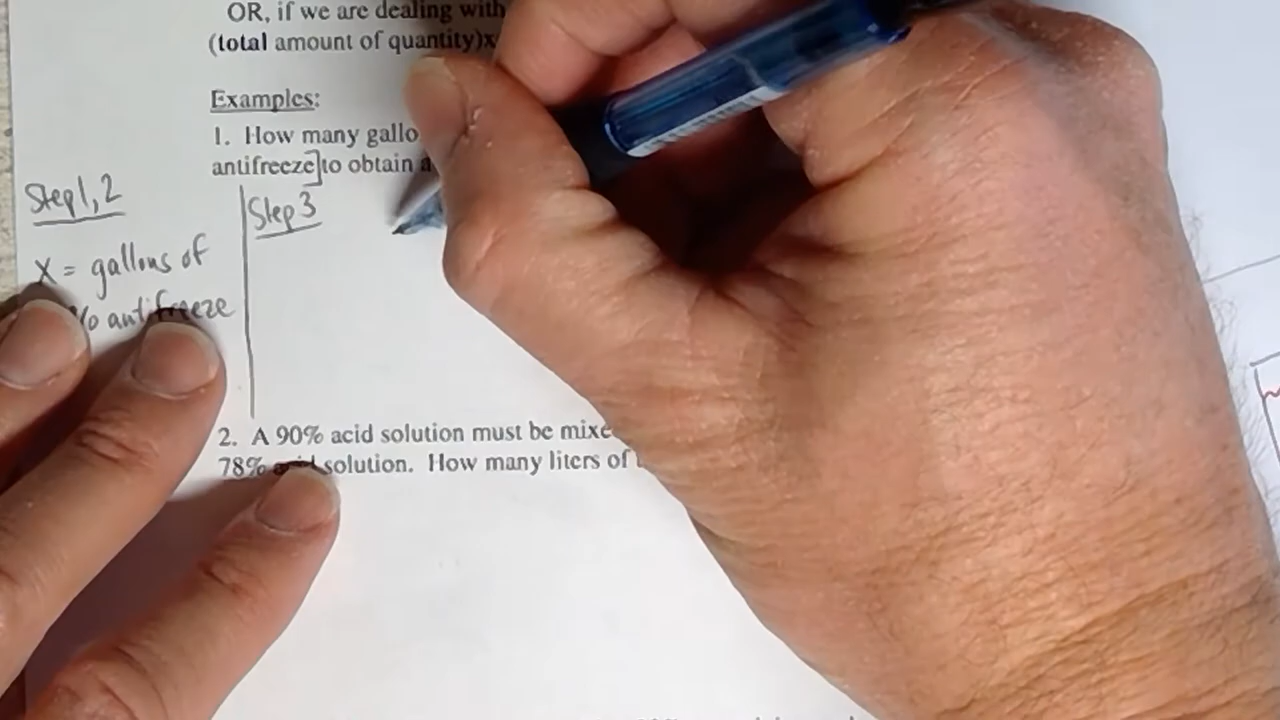 OR, if we are dealing with
(total amount of quantity)x
Examples:
1. How many gallo
antifreeze] to obtain a
Step 1, 2
Step 3
x = gallons of
% antifreeze
2. A 90% acid solution must be mixe
78% acid solution. How many liters of